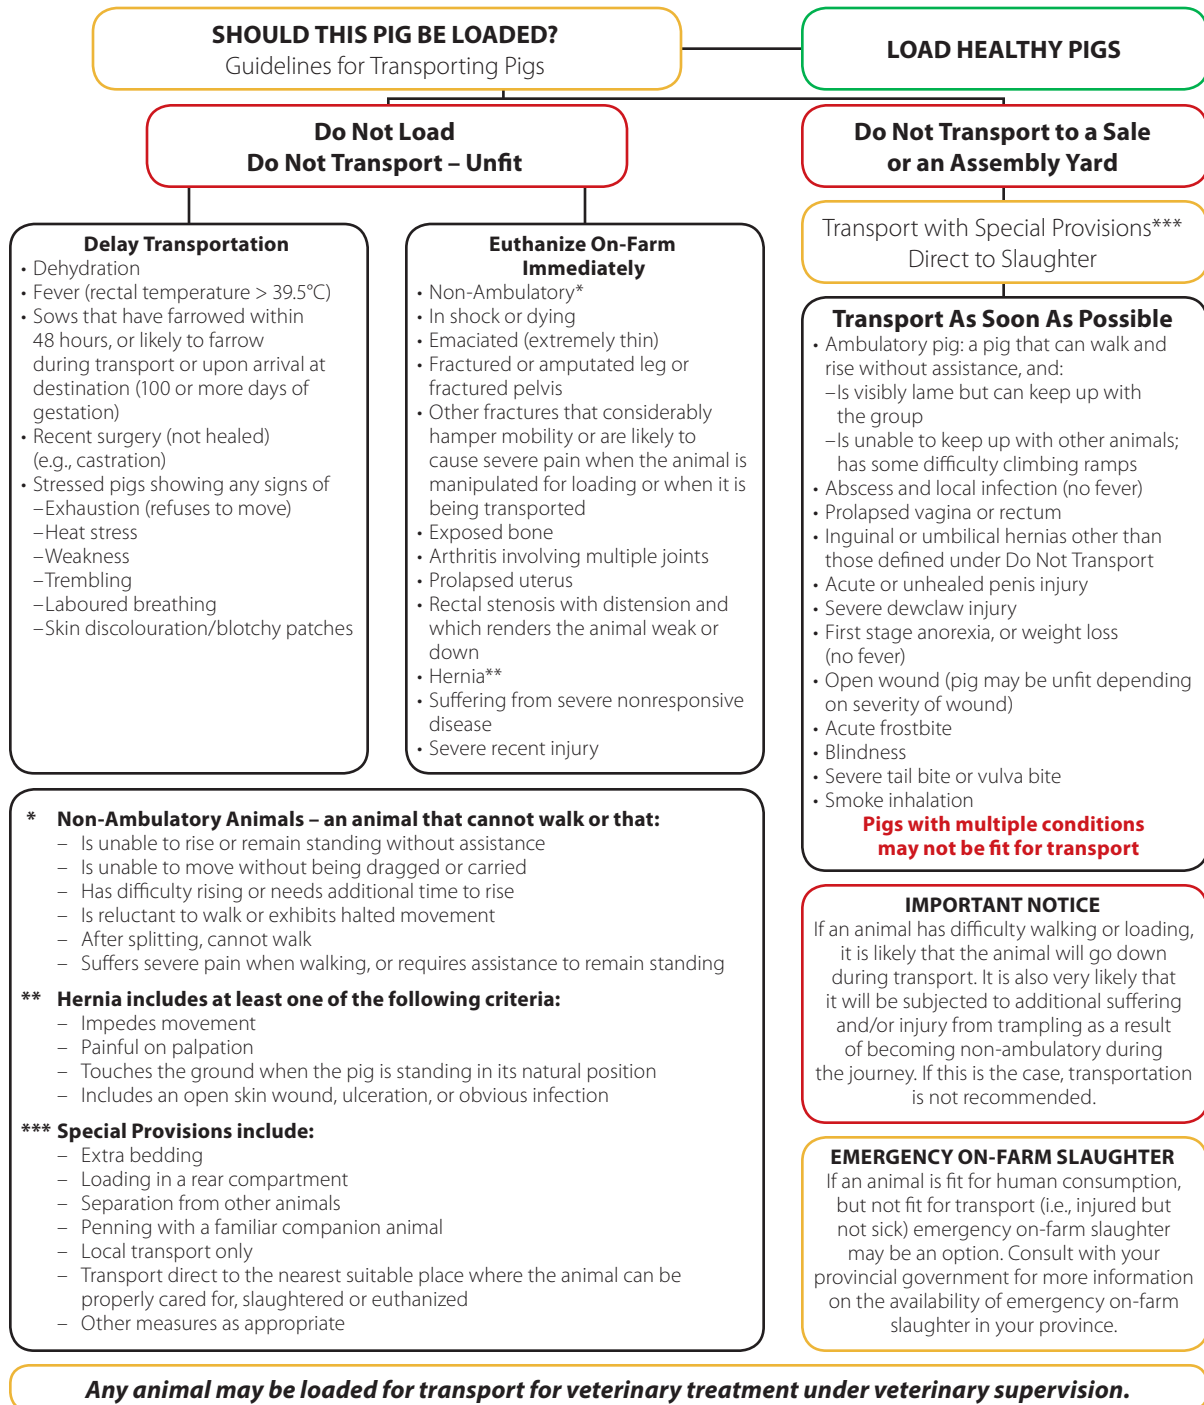 SHOULD THIS PIG BE LOADED?
Guidelines for Transporting Pigs
LOAD HEALTHY PIGS
Do Not Load
Do Not Transport – Unfit
Do Not Transport to a Sale
or an Assembly Yard
Delay Transportation
• Dehydration
• Fever (rectal temperature > 39.5°C)
• Sows that have farrowed within
48 hours, or likely to farrow
during transport or upon arrival at
destination (100 or more days of
gestation)
• Recent surgery (not healed)
(e.g., castration)
• Stressed pigs showing any signs of
–Exhaustion (refuses to move)
–Heat stress
–Weakness
–Trembling
–Laboured breathing
–Skin discolouration/blotchy patches
Euthanize On-Farm
Immediately
• Non-Ambulatory*
• In shock or dying
• Emaciated (extremely thin)
• Fractured or amputated leg or
fractured pelvis
• Other fractures that considerably
hamper mobility or are likely to
cause severe pain when the animal is
manipulated for loading or when it is
being transported
• Exposed bone
• Arthritis involving multiple joints
• Prolapsed uterus
• Rectal stenosis with distension and
which renders the animal weak or
down
• Hernia**
• Suffering from severe nonresponsive
disease
• Severe recent injury
Transport with Special Provisions***
Direct to Slaughter
Transport As Soon As Possible
• Ambulatory pig: a pig that can walk and
rise without assistance, and:
–Is visibly lame but can keep up with
the group
–Is unable to keep up with other animals;
has some difficulty climbing ramps
• Abscess and local infection (no fever)
• Prolapsed vagina or rectum
• Inguinal or umbilical hernias other than
those defined under Do Not Transport
• Acute or unhealed penis injury
• Severe dewclaw injury
• First stage anorexia, or weight loss
(no fever)
• Open wound (pig may be unfit depending
on severity of wound)
• Acute frostbite
• Blindness
• Severe tail bite or vulva bite
• Smoke inhalation
Pigs with multiple conditions
may not be fit for transport
* Non-Ambulatory Animals – an animal that cannot walk or that:
– Is unable to rise or remain standing without assistance
– Is unable to move without being dragged or carried
– Has difficulty rising or needs additional time to rise
– Is reluctant to walk or exhibits halted movement
– After splitting, cannot walk
– Suffers severe pain when walking, or requires assistance to remain standing
** Hernia includes at least one of the following criteria:
– Impedes movement
– Painful on palpation
– Touches the ground when the pig is standing in its natural position
– Includes an open skin wound, ulceration, or obvious infection
*** Special Provisions include:
– Extra bedding
– Loading in a rear compartment
– Separation from other animals
– Penning with a familiar companion animal
– Local transport only
– Transport direct to the nearest suitable place where the animal can be
properly cared for, slaughtered or euthanized
– Other measures as appropriate
IMPORTANT NOTICE
If an animal has difficulty walking or loading,
it is likely that the animal will go down
during transport. It is also very likely that
it will be subjected to additional suffering
and/or injury from trampling as a result
of becoming non-ambulatory during
the journey. If this is the case, transportation
is not recommended.
EMERGENCY ON-FARM SLAUGHTER
If an animal is fit for human consumption,
but not fit for transport (i.e., injured but
not sick) emergency on-farm slaughter
may be an option. Consult with your
provincial government for more information
on the availability of emergency on-farm
slaughter in your province.
Any animal may be loaded for transport for veterinary treatment under veterinary supervision.